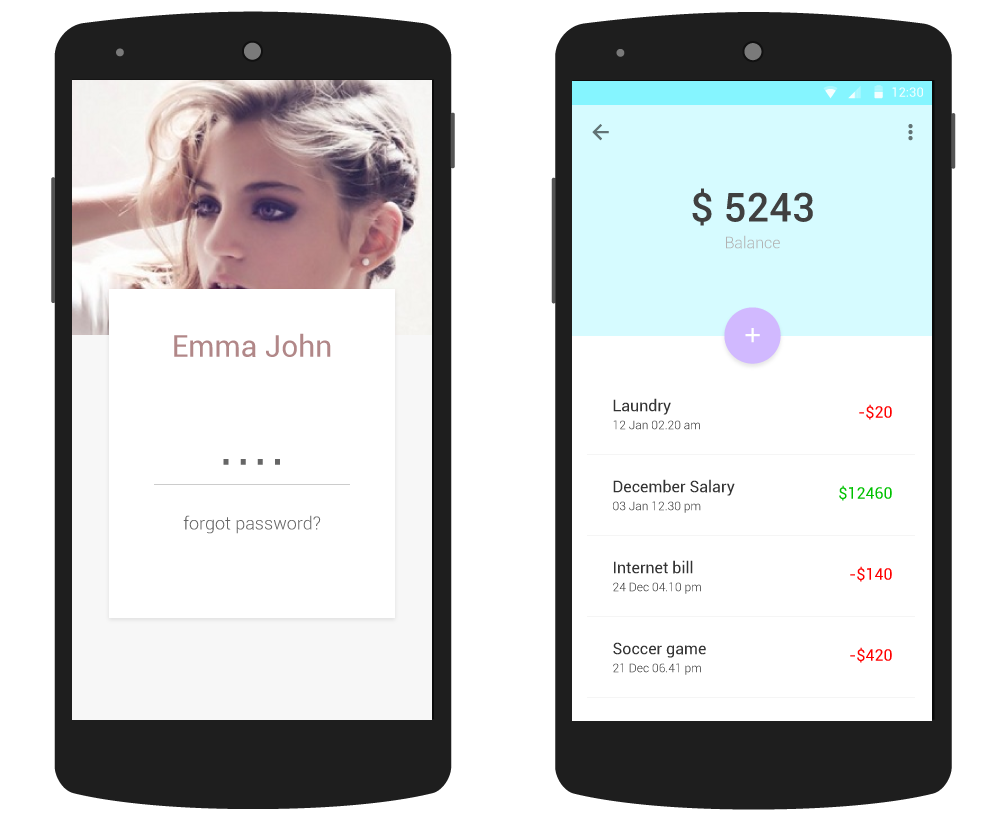 Emma John
....
forgot password?
12:30
$ 5243
Balance
+
Laundry
12 Jan 02.20 am
-$20
December Salary
03 Jan 12.30 pm
$12460
Internet bill
24 Dec 04.10 pm
-$140
Soccer game
21 Dec 06.41 pm
-$420